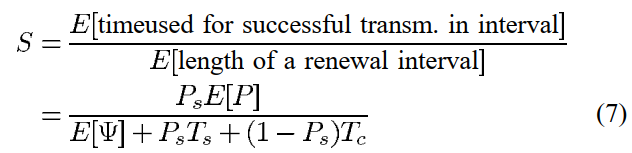 S = E[timeused for successful transm. in interval] / E[length of a renewal interval]
= P_s E[P] / E[Ψ] + P_s T_s + (1 − P_s)T_c (7)